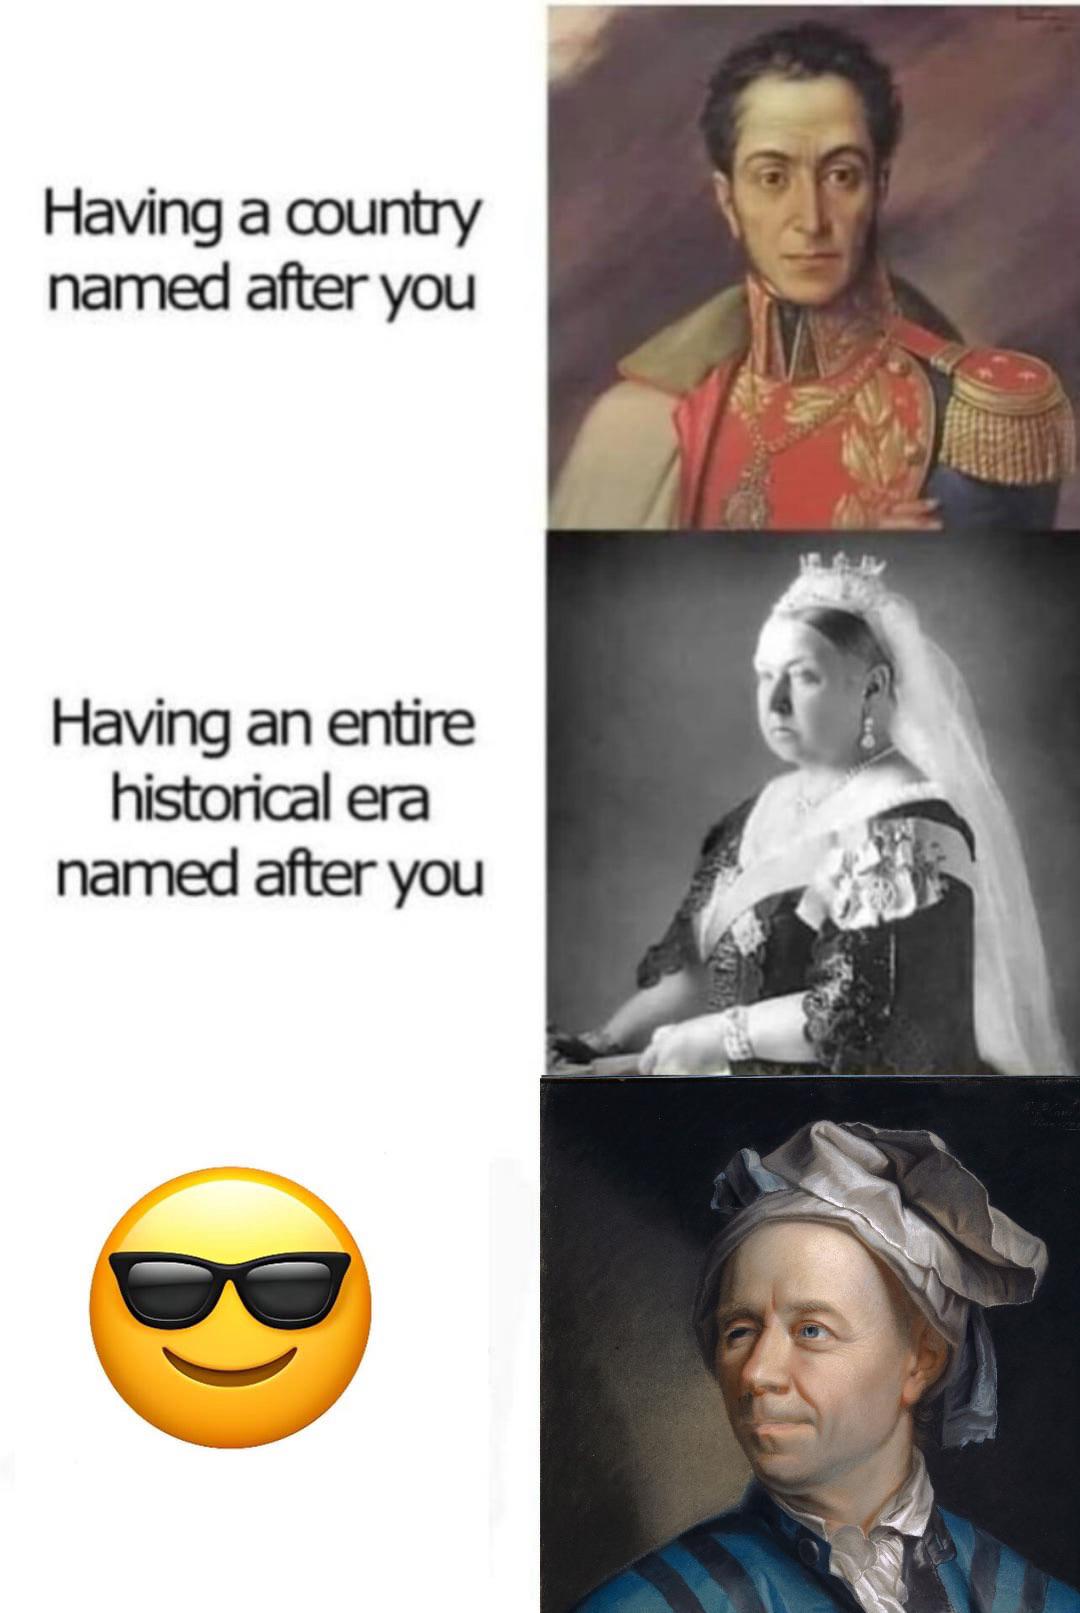 Having a country
named after you
Having an entire
historical era
named after you